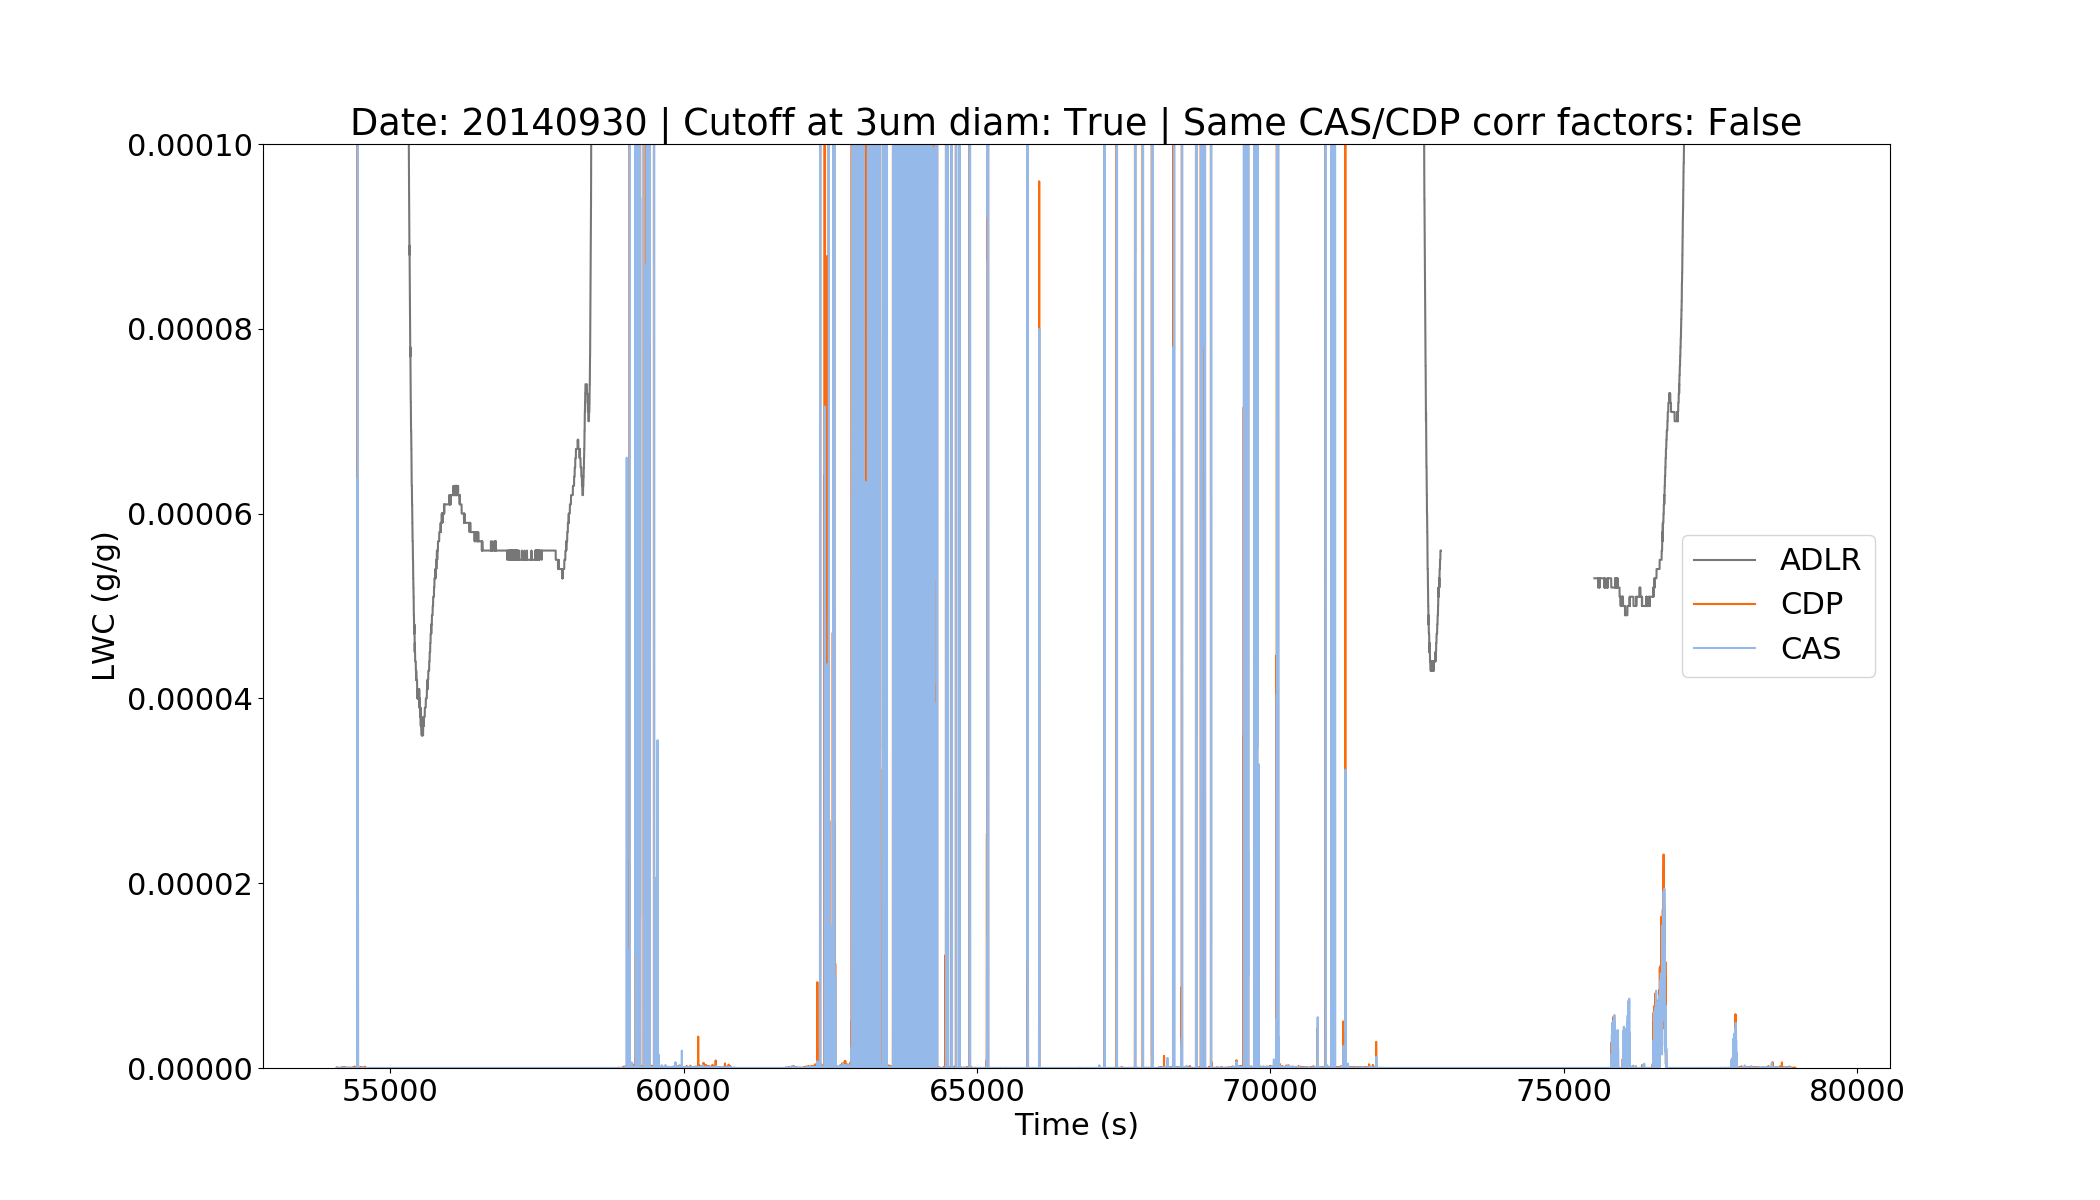 Date: 20140930 | Cutoff at 3um diam: True | Same CAS/CDP corr factors: False
0.00010
0.00008
0.00006
0.00004
0.00002
0.00000
LWC (g/g)
ADLR
CDP
CAS
55000 60000 65000 70000 75000 80000
Time (s)